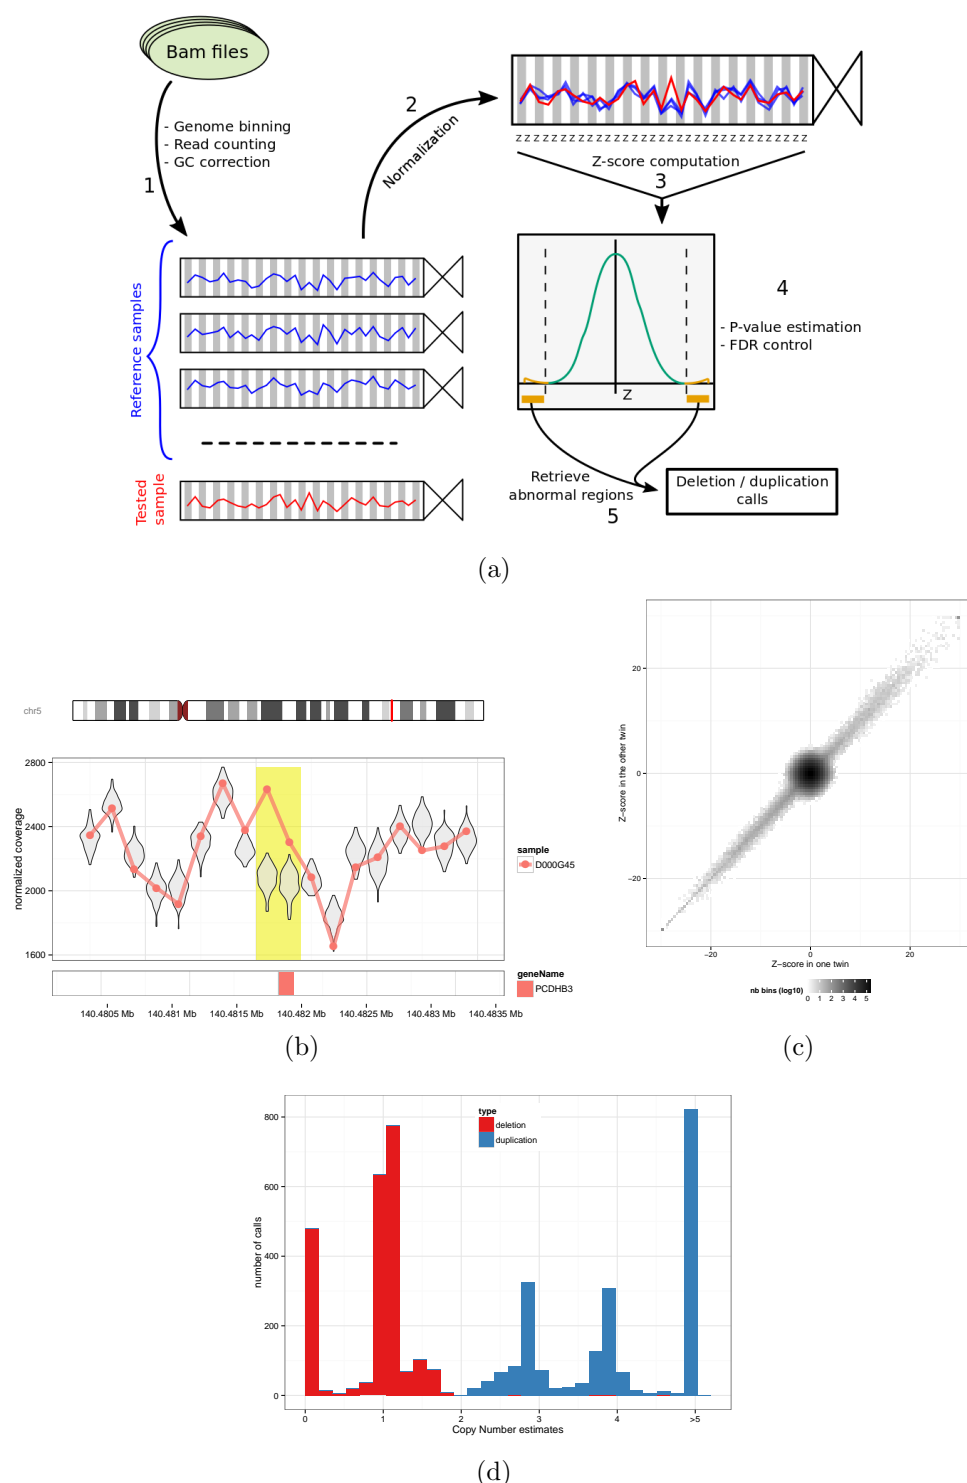 Bam files
1
- Genome binning
- Read counting
- GC correction
2
Normalization
z z z z z z z z z z z z z z z z z z z z z z z z z z z z z z z z z
Z-score computation
3
Reference samples
Tested
sample
Z
4
- P-value estimation
- FDR control
Retrieve
abnormal regions
5
Deletion / duplication
calls
(a)
chr5
normalized coverage
2800
2400
2000
1600
sample
D000G45
geneName
PCDHB3
140.4805 Mb 140.481 Mb 140.4815 Mb 140.482 Mb 140.4825 Mb 140.483 Mb 140.4835 Mb
(b)
Z-score in the other twin
20
0
-20
-20 0 20
Z-score in one twin
nb bins (log10) 0 1 2 3 4 5
(c)
number of calls
800
600
400
200
0
type
deletion
duplication
0 1 2 3 4 >5
Copy Number estimates
(d)